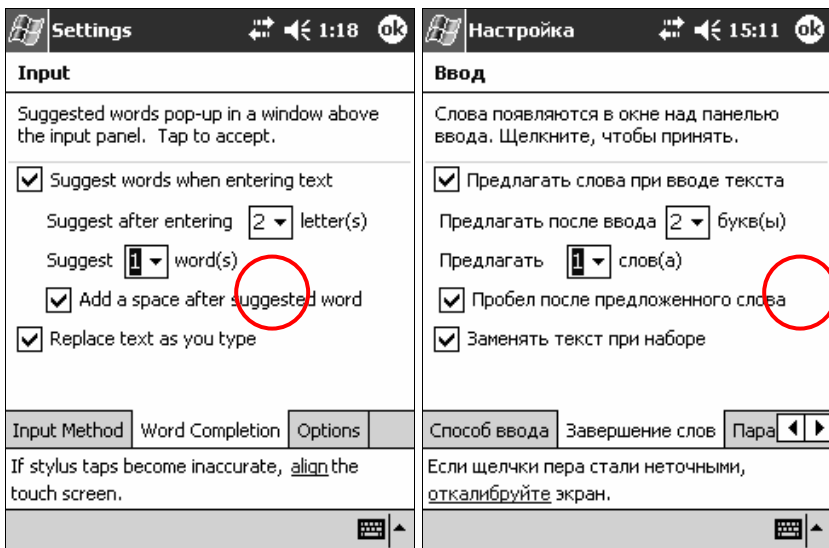 Settings 1:18 ok
Input
Suggested words pop-up in a window above
the input panel. Tap to accept.
Suggest words when entering text
Suggest after entering 2 letter(s)
Suggest 1 word(s)
Add a space after suggested word
Replace text as you type
Input Method Word Completion Options
If stylus taps become inaccurate, align the
touch screen.
Настройка 15:11 ok
Ввод
Слова появляются в окне над панелью
ввода. Щелкните, чтобы принять.
Предлагать слова при вводе текста
Предлагать после ввода 2 букв(ы)
Предлагать 1 слов(а)
Пробел после предложенного слова
Заменять текст при наборе
Способ ввода Завершение слов Пара
Если щелчки пера стали неточными,
откалибруйте экран.